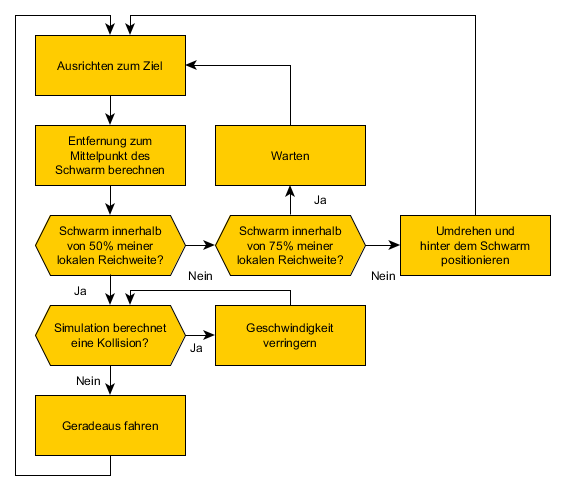 Ausrichten zum Ziel
Entfernung zum
Mittelpunkt des
Schwarm berechnen
Warten
Ja
Schwarm innerhalb
von 50% meiner
lokalen Reichweite?
Nein
Schwarm innerhalb
von 75% meiner
lokalen Reichweite?
Nein
Umdrehen und
hinter dem Schwarm
positionieren
Ja
Simulation berechnet
eine Kollision?
Ja
Geschwindigkeit
verringern
Nein
Geradeaus fahren